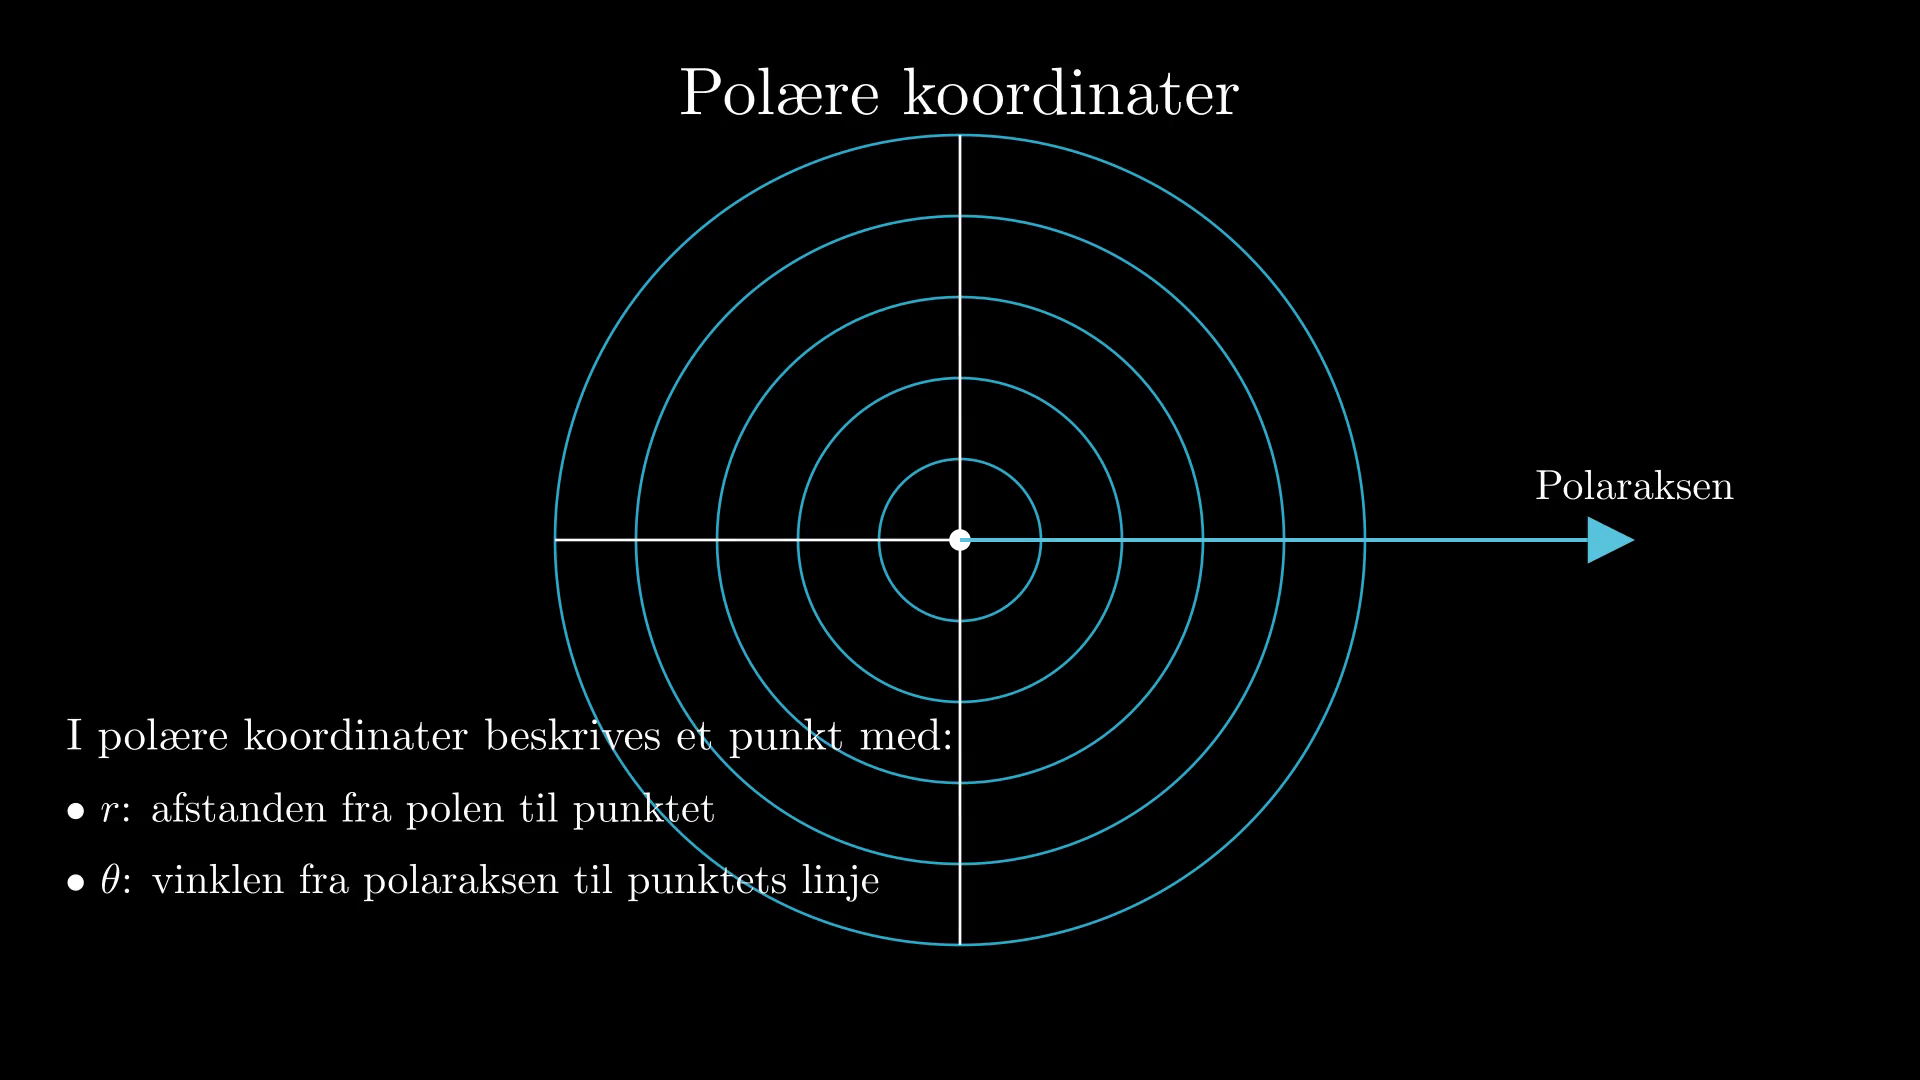 Polære koordinater
Polaraksen
I polære koordinater beskrives et punkt med:
• r: afstanden fra polen til punktet
• θ: vinklen fra polaraksen til punktets linje